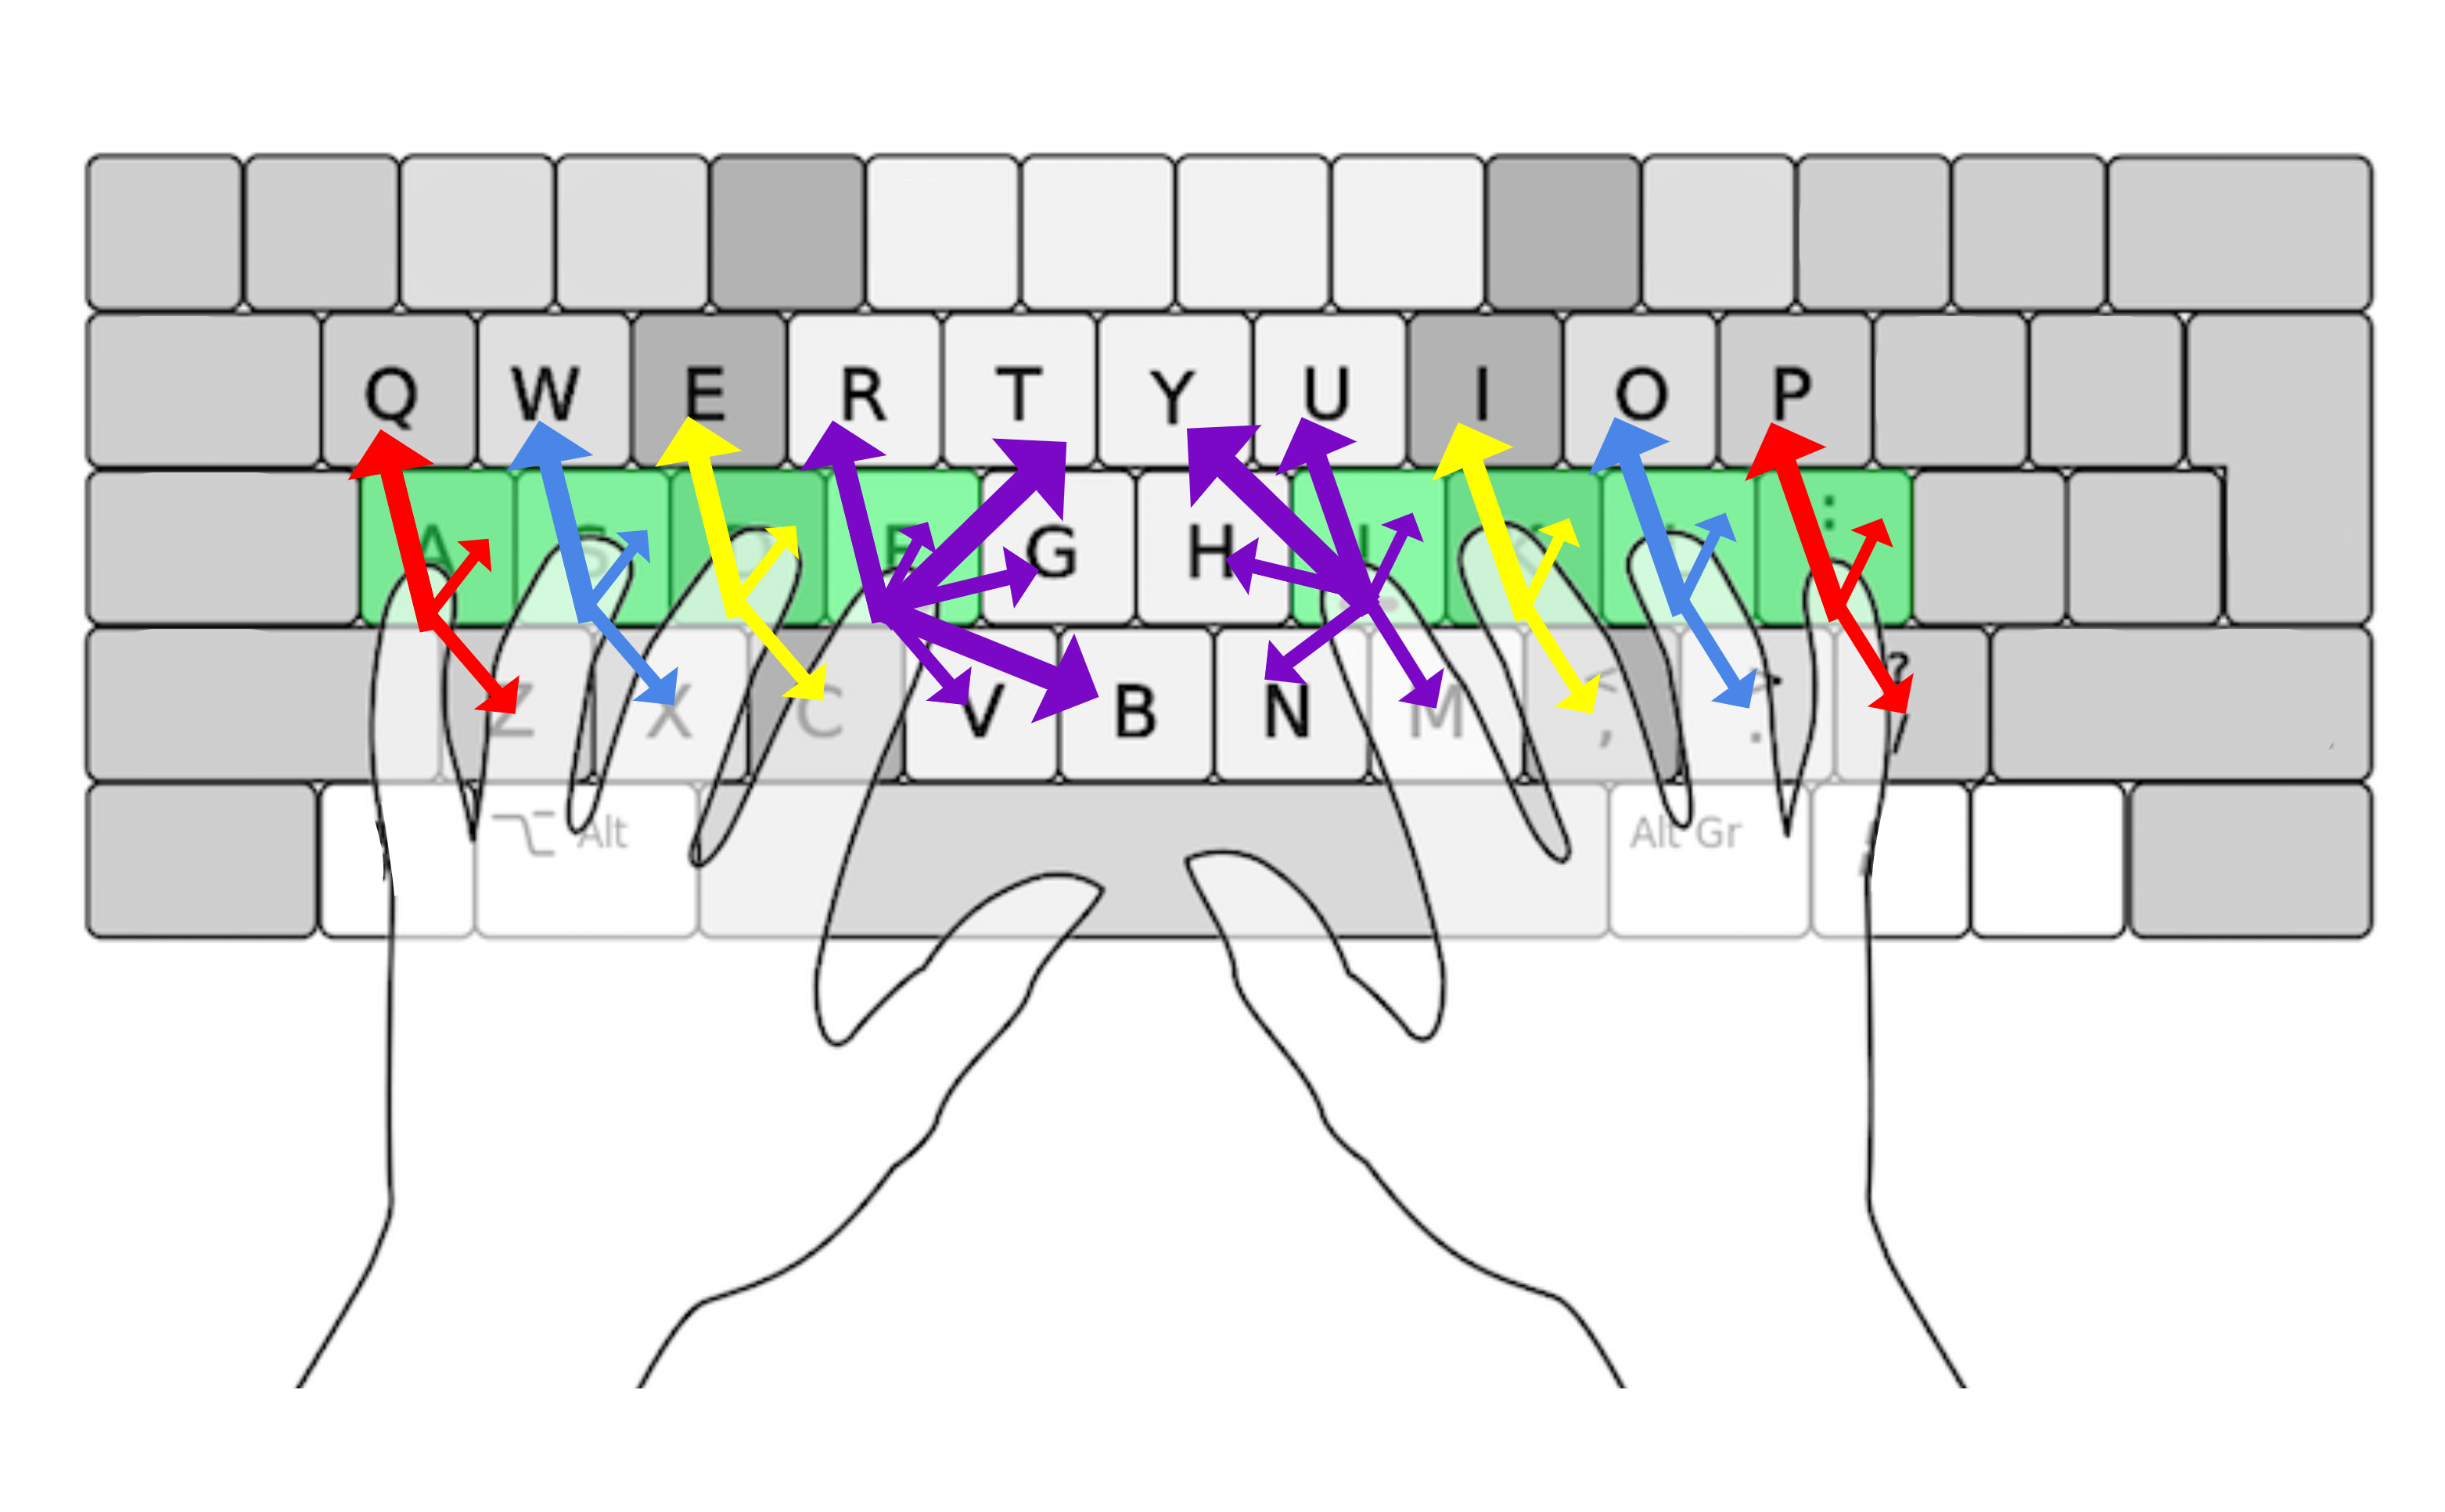 Q W E R T Y U I O P
A S D F G H J :
Z X C V B N M < , > . ? /
Alt Alt Gr